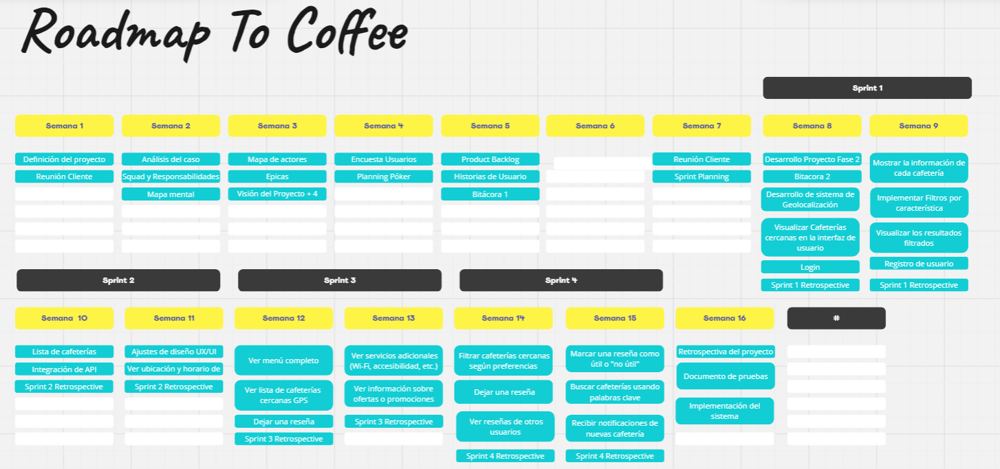 Roadmap To Coffee
Sprint 1
Semana 1
Semana 2
Semana 3
Semana 4
Semana 5
Semana 6
Semana 7
Semana 8
Semana 9
Definición del proyecto
Reunión Cliente
Análisis del caso
Squad y Responsabilidades
Mapa mental
Mapa de actores
Epicas
Visión del Proyecto + 4
Encuesta Usuarios
Planning Póker
Product Backlog
Historias de Usuario
Bitácora 1
Reunión Cliente
Sprint Planning
Desarrollo Proyecto Fase 2
Bitacora 2
Desarrollo de sistema de
Geolocalización
Visualizar Cafeterías
cercanas en la interfaz de
usuario
Login
Sprint 1 Retrospective
Mostrar la información de
cada cafetería
Implementar Filtros por
característica
Visualizar los resultados
filtrados
Registro de usuario
Sprint 1 Retrospective
Sprint 2
Sprint 3
Sprint 4
Semana 10
Semana 11
Semana 12
Semana 13
Semana 14
Semana 15
Semana 16
#
Lista de cafeterías
Integración de API
Sprint 2 Retrospective
Ajustes de diseño UX/UI
Ver ubicación y horario de
Sprint 2 Retrospective
Ver menú completo
Ver lista de cafeterías
cercanas GPS
Dejar una reseña
Sprint 3 Retrospective
Ver servicios adicionales
(Wi-Fi, accesibilidad, etc.)
Ver información sobre
ofertas o promociones
Sprint 3 Retrospective
Filtrar cafeterías cercanas
según preferencias
Dejar una reseña
Ver reseñas de otros
usuarios
Sprint 4 Retrospective
Marcar una reseña como
útil o "no útil"
Buscar cafeterías usando
palabras clave
Recibir notificaciones de
nuevas cafetería
Sprint 4 Retrospective
Retrospectiva del proyecto
Documento de pruebas
Implementación del
sistema